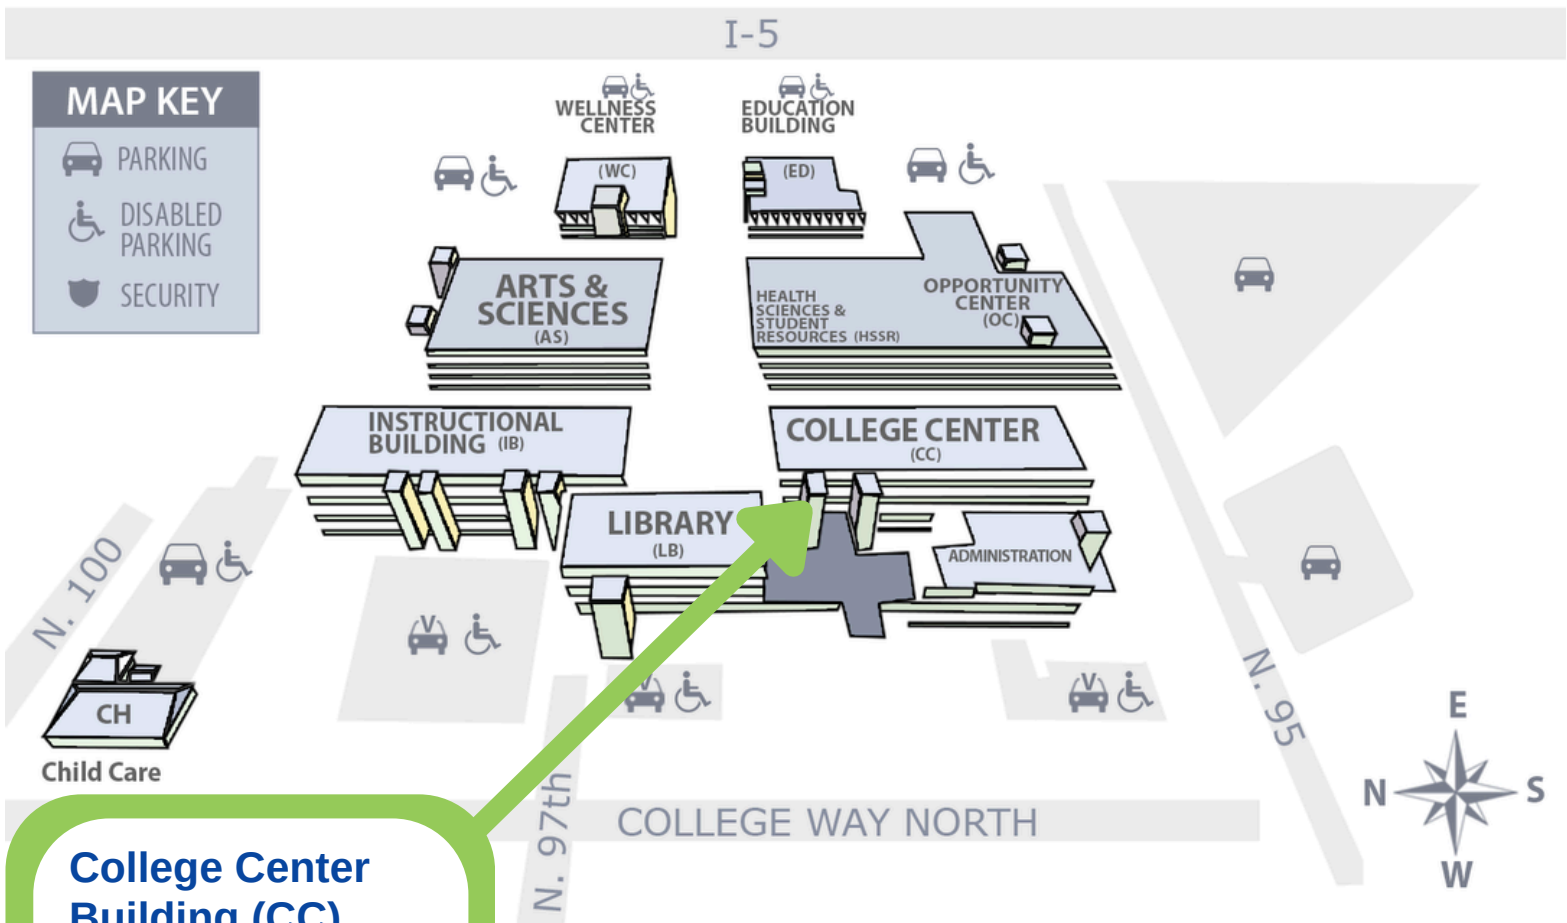 I-5
MAP KEY
PARKING
DISABLED
PARKING
SECURITY
WELLNESS
CENTER
(WC)
EDUCATION
BUILDING
(ED)
ARTS &
SCIENCES
(AS)
HEALTH
SCIENCES &
STUDENT
RESOURCES (HSSR)
OPPORTUNITY
CENTER
(OC)
INSTRUCTIONAL
BUILDING (IB)
COLLEGE CENTER
(CC)
LIBRARY
(LB)
ADMINISTRATION
N. 100
V
V
V
CH
Child Care
N. 97th
N. 95
COLLEGE WAY NORTH
E
N
S
W
College Center
Building (CC)